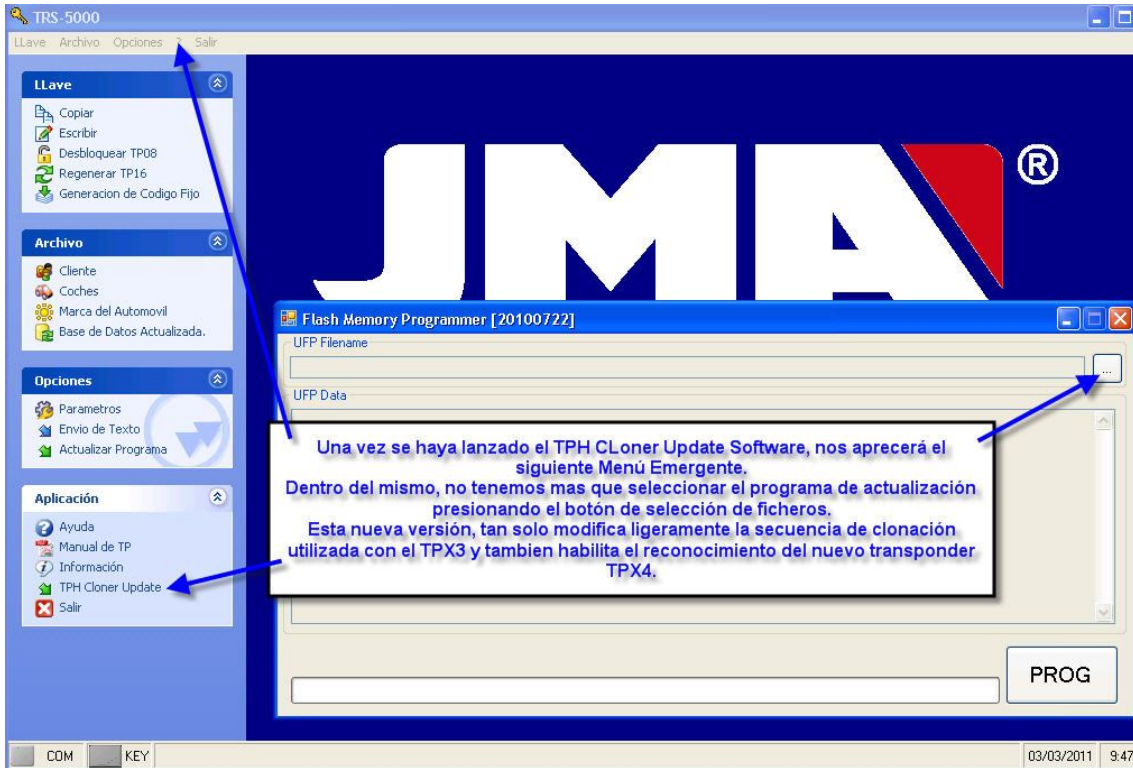 TRS-5000
LLave Archivo Opciones ? Salir
LLave
Copiar
Escribir
Desbloquear TP08
Regenerar TP16
Generacion de Codigo Fijo
Archivo
Cliente
Coches
Marca del Automovil
Base de Datos Actualizada.
Opciones
Parametros
Envio de Texto
Actualizar Programa
Aplicación
Ayuda
Manual de TP
Información
TPH Cloner Update
Salir
JMA ®
Flash Memory Programmer [20100722]
UFP Filename
...
UFP Data
Una vez se haya lanzado el TPH CLoner Update Software, nos aprecerá el
siguiente Menú Emergente.
Dentro del mismo, no tenemos mas que seleccionar el programa de actualización
presionando el botón de selección de ficheros.
Esta nueva versión, tan solo modifica ligeramente la secuencia de clonación
utilizada con el TPX3 y tambien habilita el reconocimiento del nuevo transponder
TPX4.
PROG
COM KEY 03/03/2011 9:47